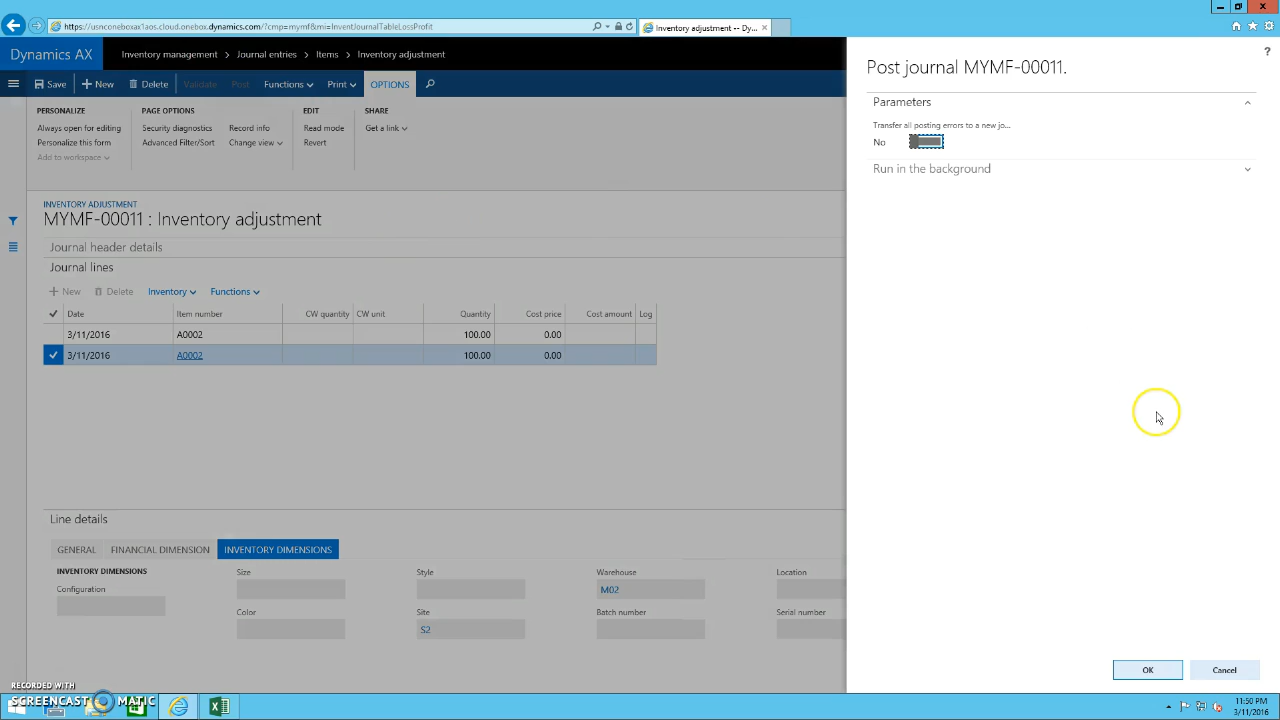 https://usnconeboxax1aos.cloud.onebox.dynamics.com/?cmp=mymf&mi=InventJournalTableLossProfit
Inventory adjustment -- Dy...
Dynamics AX
Inventory management > Journal entries > Items > Inventory adjustment
Save + New Delete Validate Post Functions Print OPTIONS
PERSONALIZE
Always open for editing
Personalize this form
Add to workspace
PAGE OPTIONS
Security diagnostics
Advanced Filter/Sort
Record info
Change view
EDIT
Read mode
Revert
SHARE
Get a link
INVENTORY ADJUSTMENT
MYMF-00011 : Inventory adjustment
Journal header details
Journal lines
+ New Delete Inventory Functions
Date Item number CW quantity CW unit Quantity Cost price Cost amount Log
3/11/2016 A0002 100.00 0.00
3/11/2016 A0002 100.00 0.00
Line details
GENERAL FINANCIAL DIMENSION INVENTORY DIMENSIONS
INVENTORY DIMENSIONS
Configuration
Size
Color
Style
Site
S2
Warehouse
M02
Batch number
Location
Serial number
?
Post journal MYMF-00011.
Parameters
Transfer all posting errors to a new jo...
No
Run in the background
OK Cancel
RECORDED WITH
SCREENCAST MATIC
11:50 PM
3/11/2016